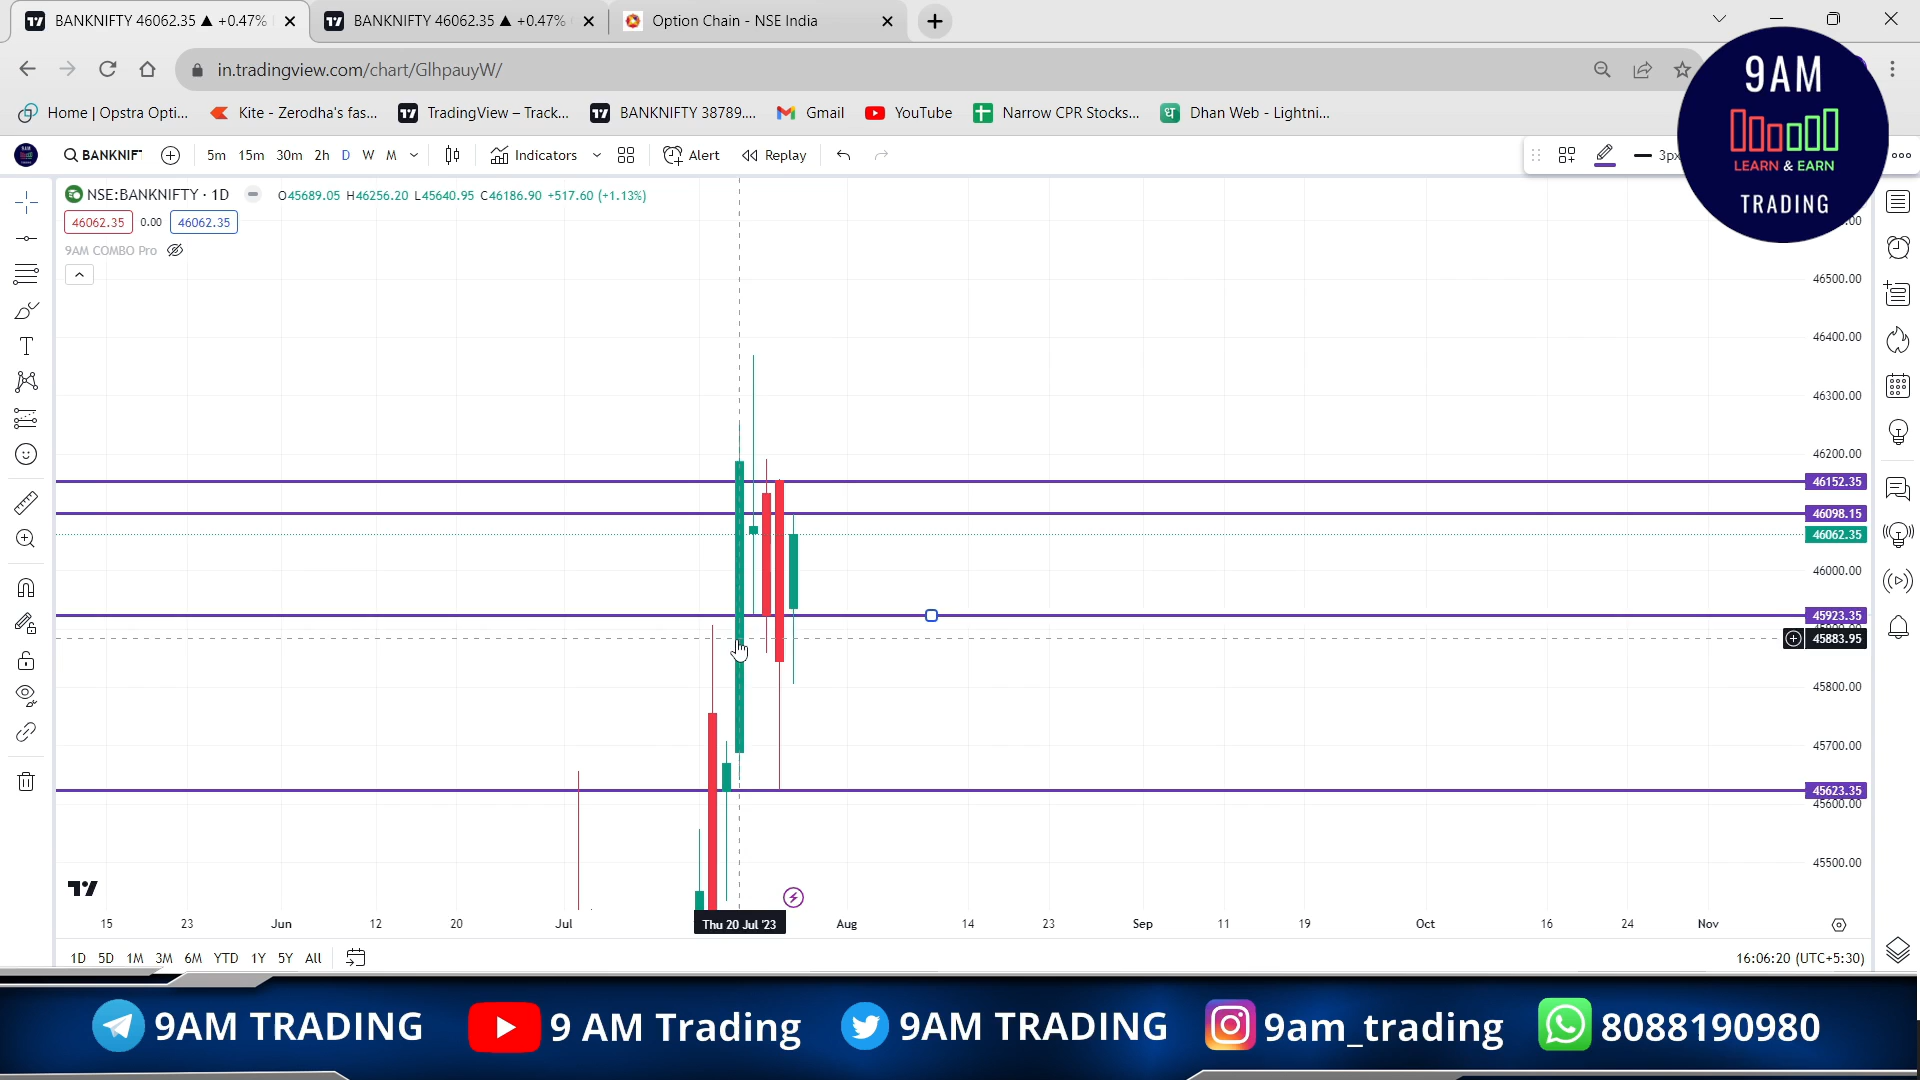 BANKNIFTY 46062.35 ▲ +0.47%
BANKNIFTY 46062.35 ▲ +0.47%
Option Chain - NSE India
in.tradingview.com/chart/GlhpauyW/
Home | Opstra Opti...
Kite - Zerodha's fas...
TradingView – Track...
BANKNIFTY 38789....
Gmail
YouTube
Narrow CPR Stocks...
Dhan Web - Lightni...
9AM
LEARN & EARN
TRADING
BANKNIFT
5m 15m 30m 2h D W M
Indicators
Alert
Replay
3px
NSE:BANKNIFTY · 1D
O45689.05 H46256.20 L45640.95 C46186.90 +517.60 (+1.13%)
46062.35 0.00 46062.35
9AM COMBO Pro
46500.00
46400.00
46300.00
46200.00
46152.35
46098.15
46062.35
46000.00
45923.35
45883.95
45800.00
45700.00
45623.35
45600.00
45500.00
15 23 Jun 12 20 Jul Thu 20 Jul '23 Aug 14 23 Sep 11 19 Oct 16 24 Nov
1D 5D 1M 3M 6M YTD 1Y 5Y All
16:06:20 (UTC+5:30)
9AM TRADING
9 AM Trading
9AM TRADING
9am_trading
8088190980